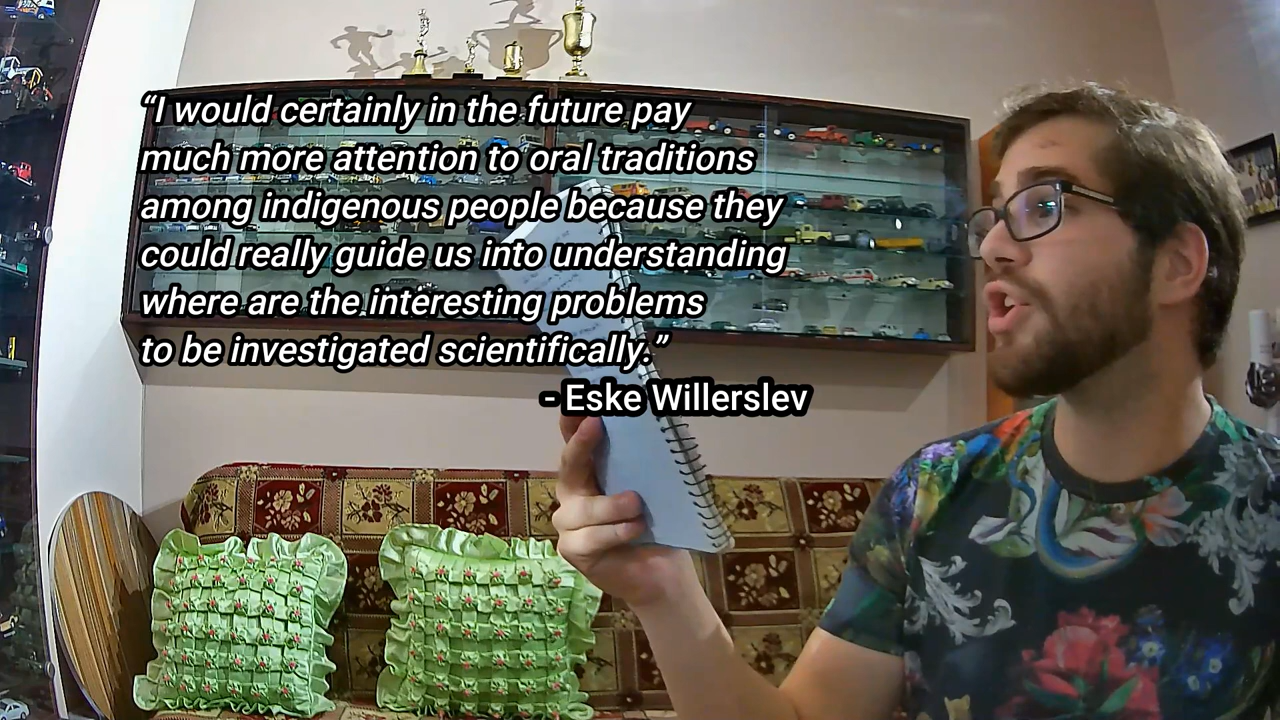 “I would certainly in the future pay
much more attention to oral traditions
among indigenous people because they
could really guide us into understanding
where are the interesting problems
to be investigated scientifically.”
- Eske Willerslev